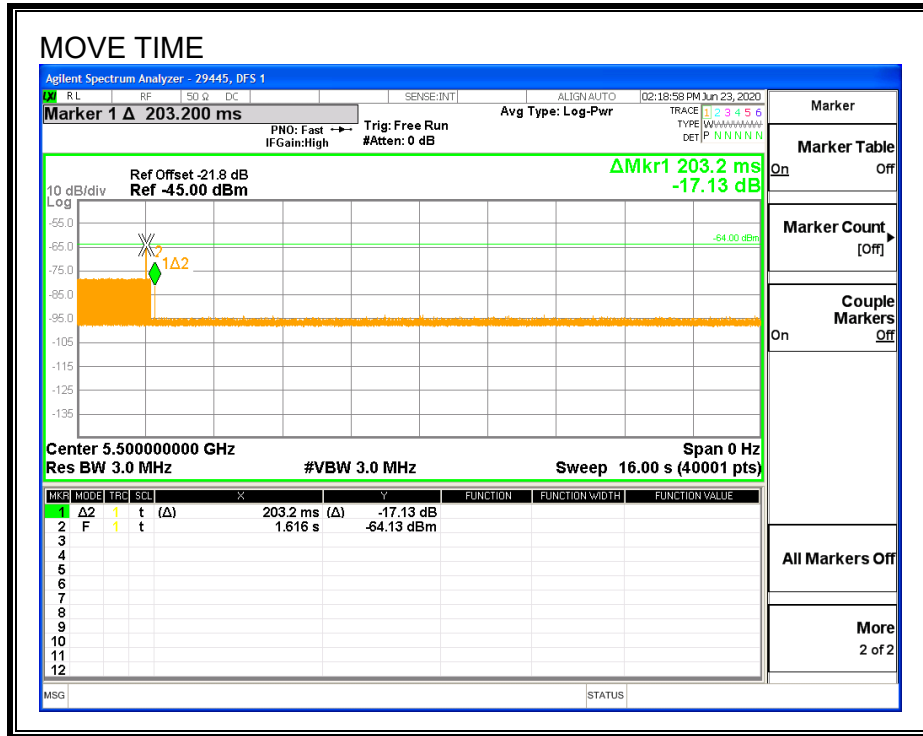 MOVE TIME
Agilent Spectrum Analyzer - 29445, DFS 1
LXI RL RF 50 Ω DC SENSE:INT ALIGN AUTO 02:18:58 PM Jun 23, 2020
Marker 1 Δ 203.200 ms
PNO: Fast
IFGain:High
Trig: Free Run
#Atten: 0 dB
Avg Type: Log-Pwr
TRACE 1 2 3 4 5 6
TYPE WWWWWW
DET P N N N N N
Ref Offset -21.8 dB
10 dB/div Ref -45.00 dBm
ΔMkr1 203.2 ms
-17.13 dB
Log
-55.0
-64.00 dBm
-65.0
2
1Δ2
-75.0
-85.0
-95.0
-105
-115
-125
-135
Center 5.500000000 GHz Span 0 Hz
Res BW 3.0 MHz #VBW 3.0 MHz Sweep 16.00 s (40001 pts)
MKR MODE TRC SCL X Y FUNCTION FUNCTION WIDTH FUNCTION VALUE
1 Δ2 1 t (Δ) 203.2 ms (Δ) -17.13 dB
2 F 1 t 1.616 s -64.13 dBm
3
4
5
6
7
8
9
10
11
12
MSG STATUS
Marker
Marker Table
On Off
Marker Count
[Off]
Couple
Markers
On Off
All Markers Off
More
2 of 2